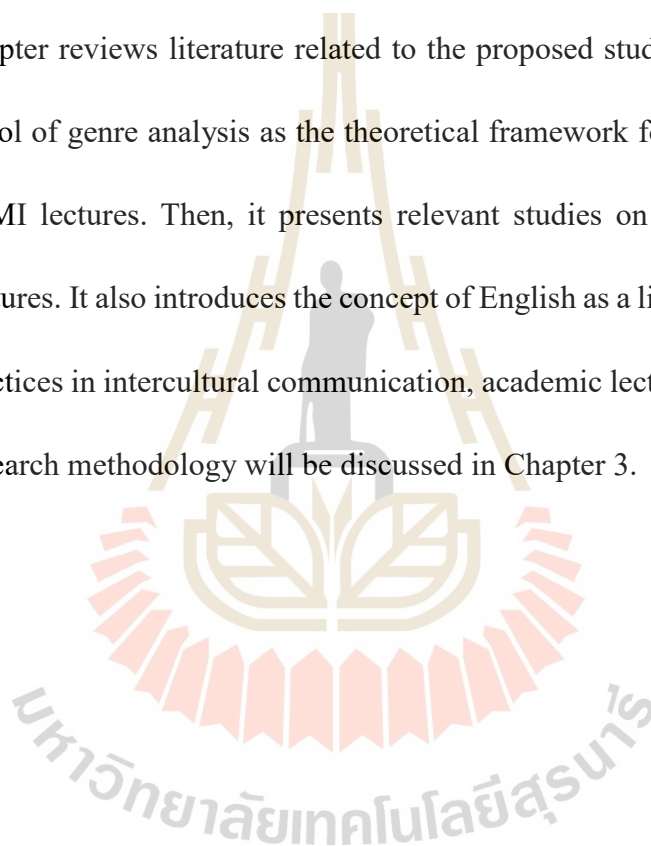 pter reviews literature related to the proposed stud
ol of genre analysis as the theoretical framework fo
MI lectures. Then, it presents relevant studies on
tures. It also introduces the concept of English as a li
ctices in intercultural communication, academic lect
earch methodology will be discussed in Chapter 3.
มหาวิทยาลัยเทคโนโลยีสุรนารี